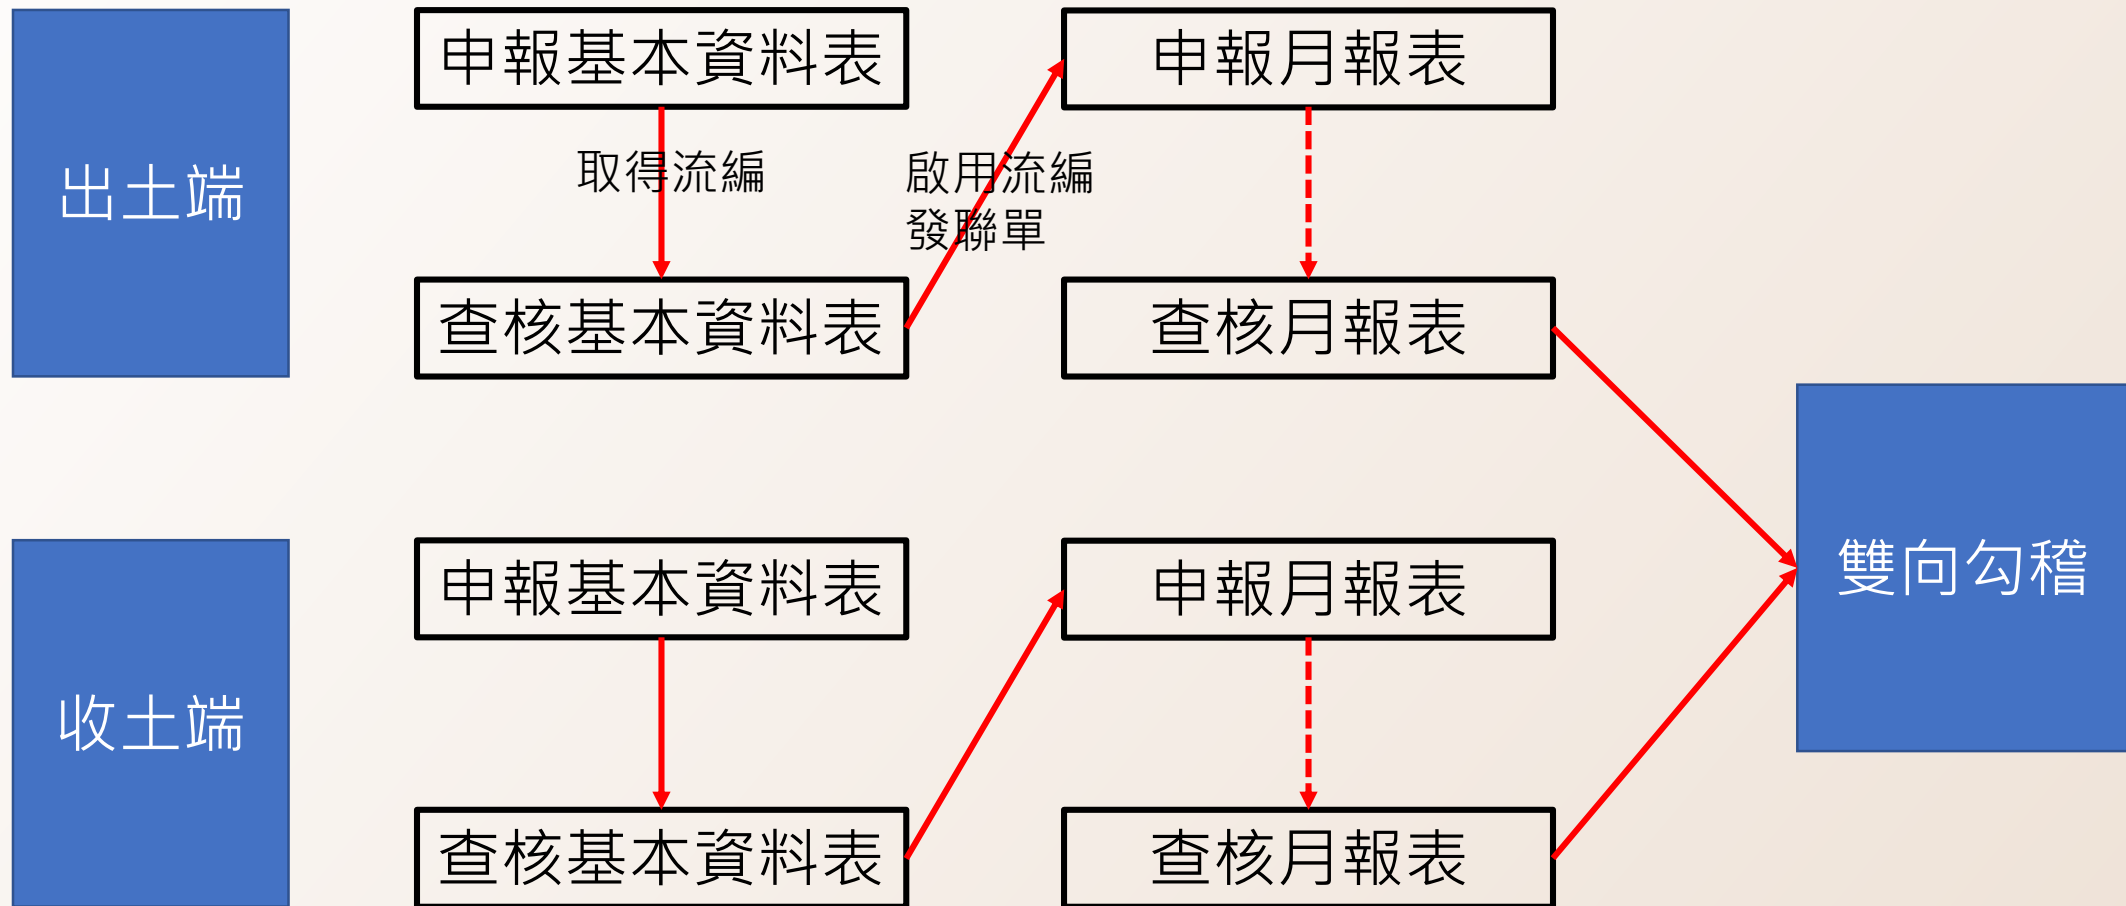 出土端
申報基本資料表
申報月報表
取得流編
啟用流編
發聯單
查核基本資料表
查核月報表
雙向勾稽
收土端
申報基本資料表
申報月報表
查核基本資料表
查核月報表